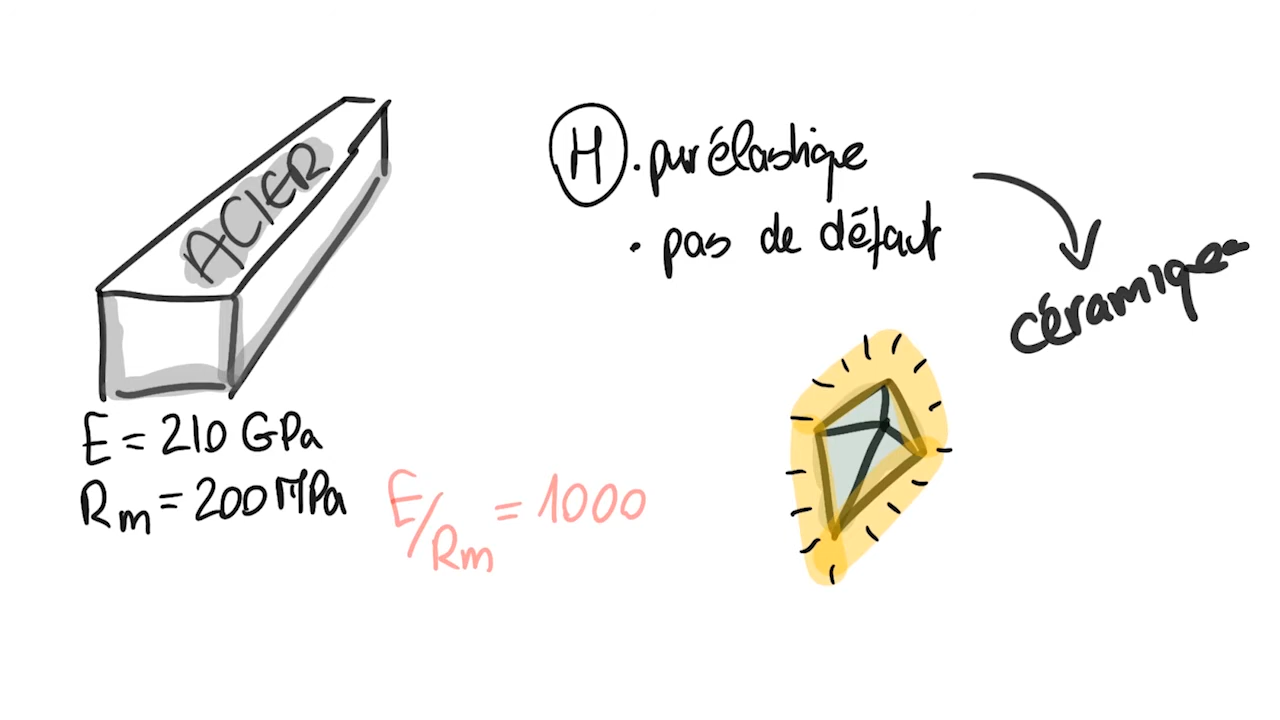 ACIER
E = 210 GPa
Rm = 200 MPa
E/Rm = 1000
H . pur élastique
. pas de défaut
céramique